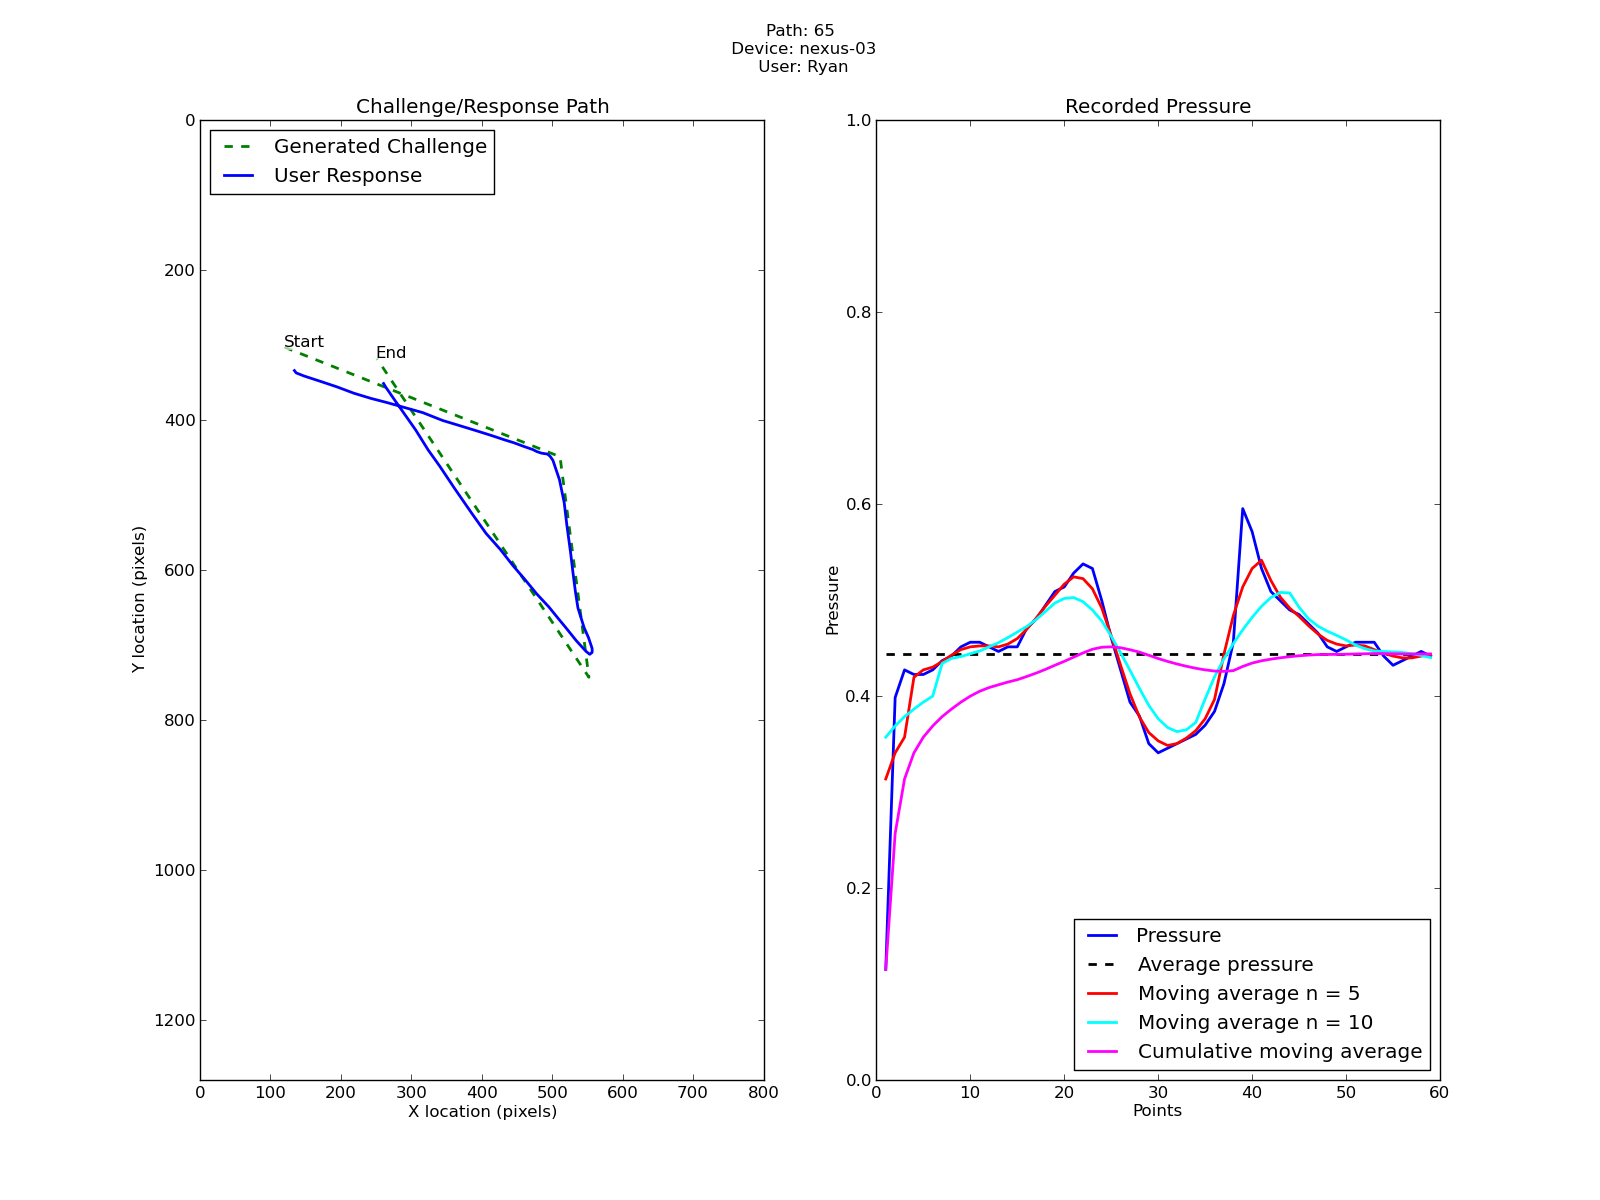 Path: 65
Device: nexus-03
User: Ryan
Challenge/Response Path
0
200
400
600
800
1000
1200
Y location (pixels)
Generated Challenge
User Response
Start
End
0 100 200 300 400 500 600 700 800
X location (pixels)
Recorded Pressure
1.0
0.8
0.6
0.4
0.2
0.0
Pressure
Pressure
Average pressure
Moving average n = 5
Moving average n = 10
Cumulative moving average
0 10 20 30 40 50 60
Points